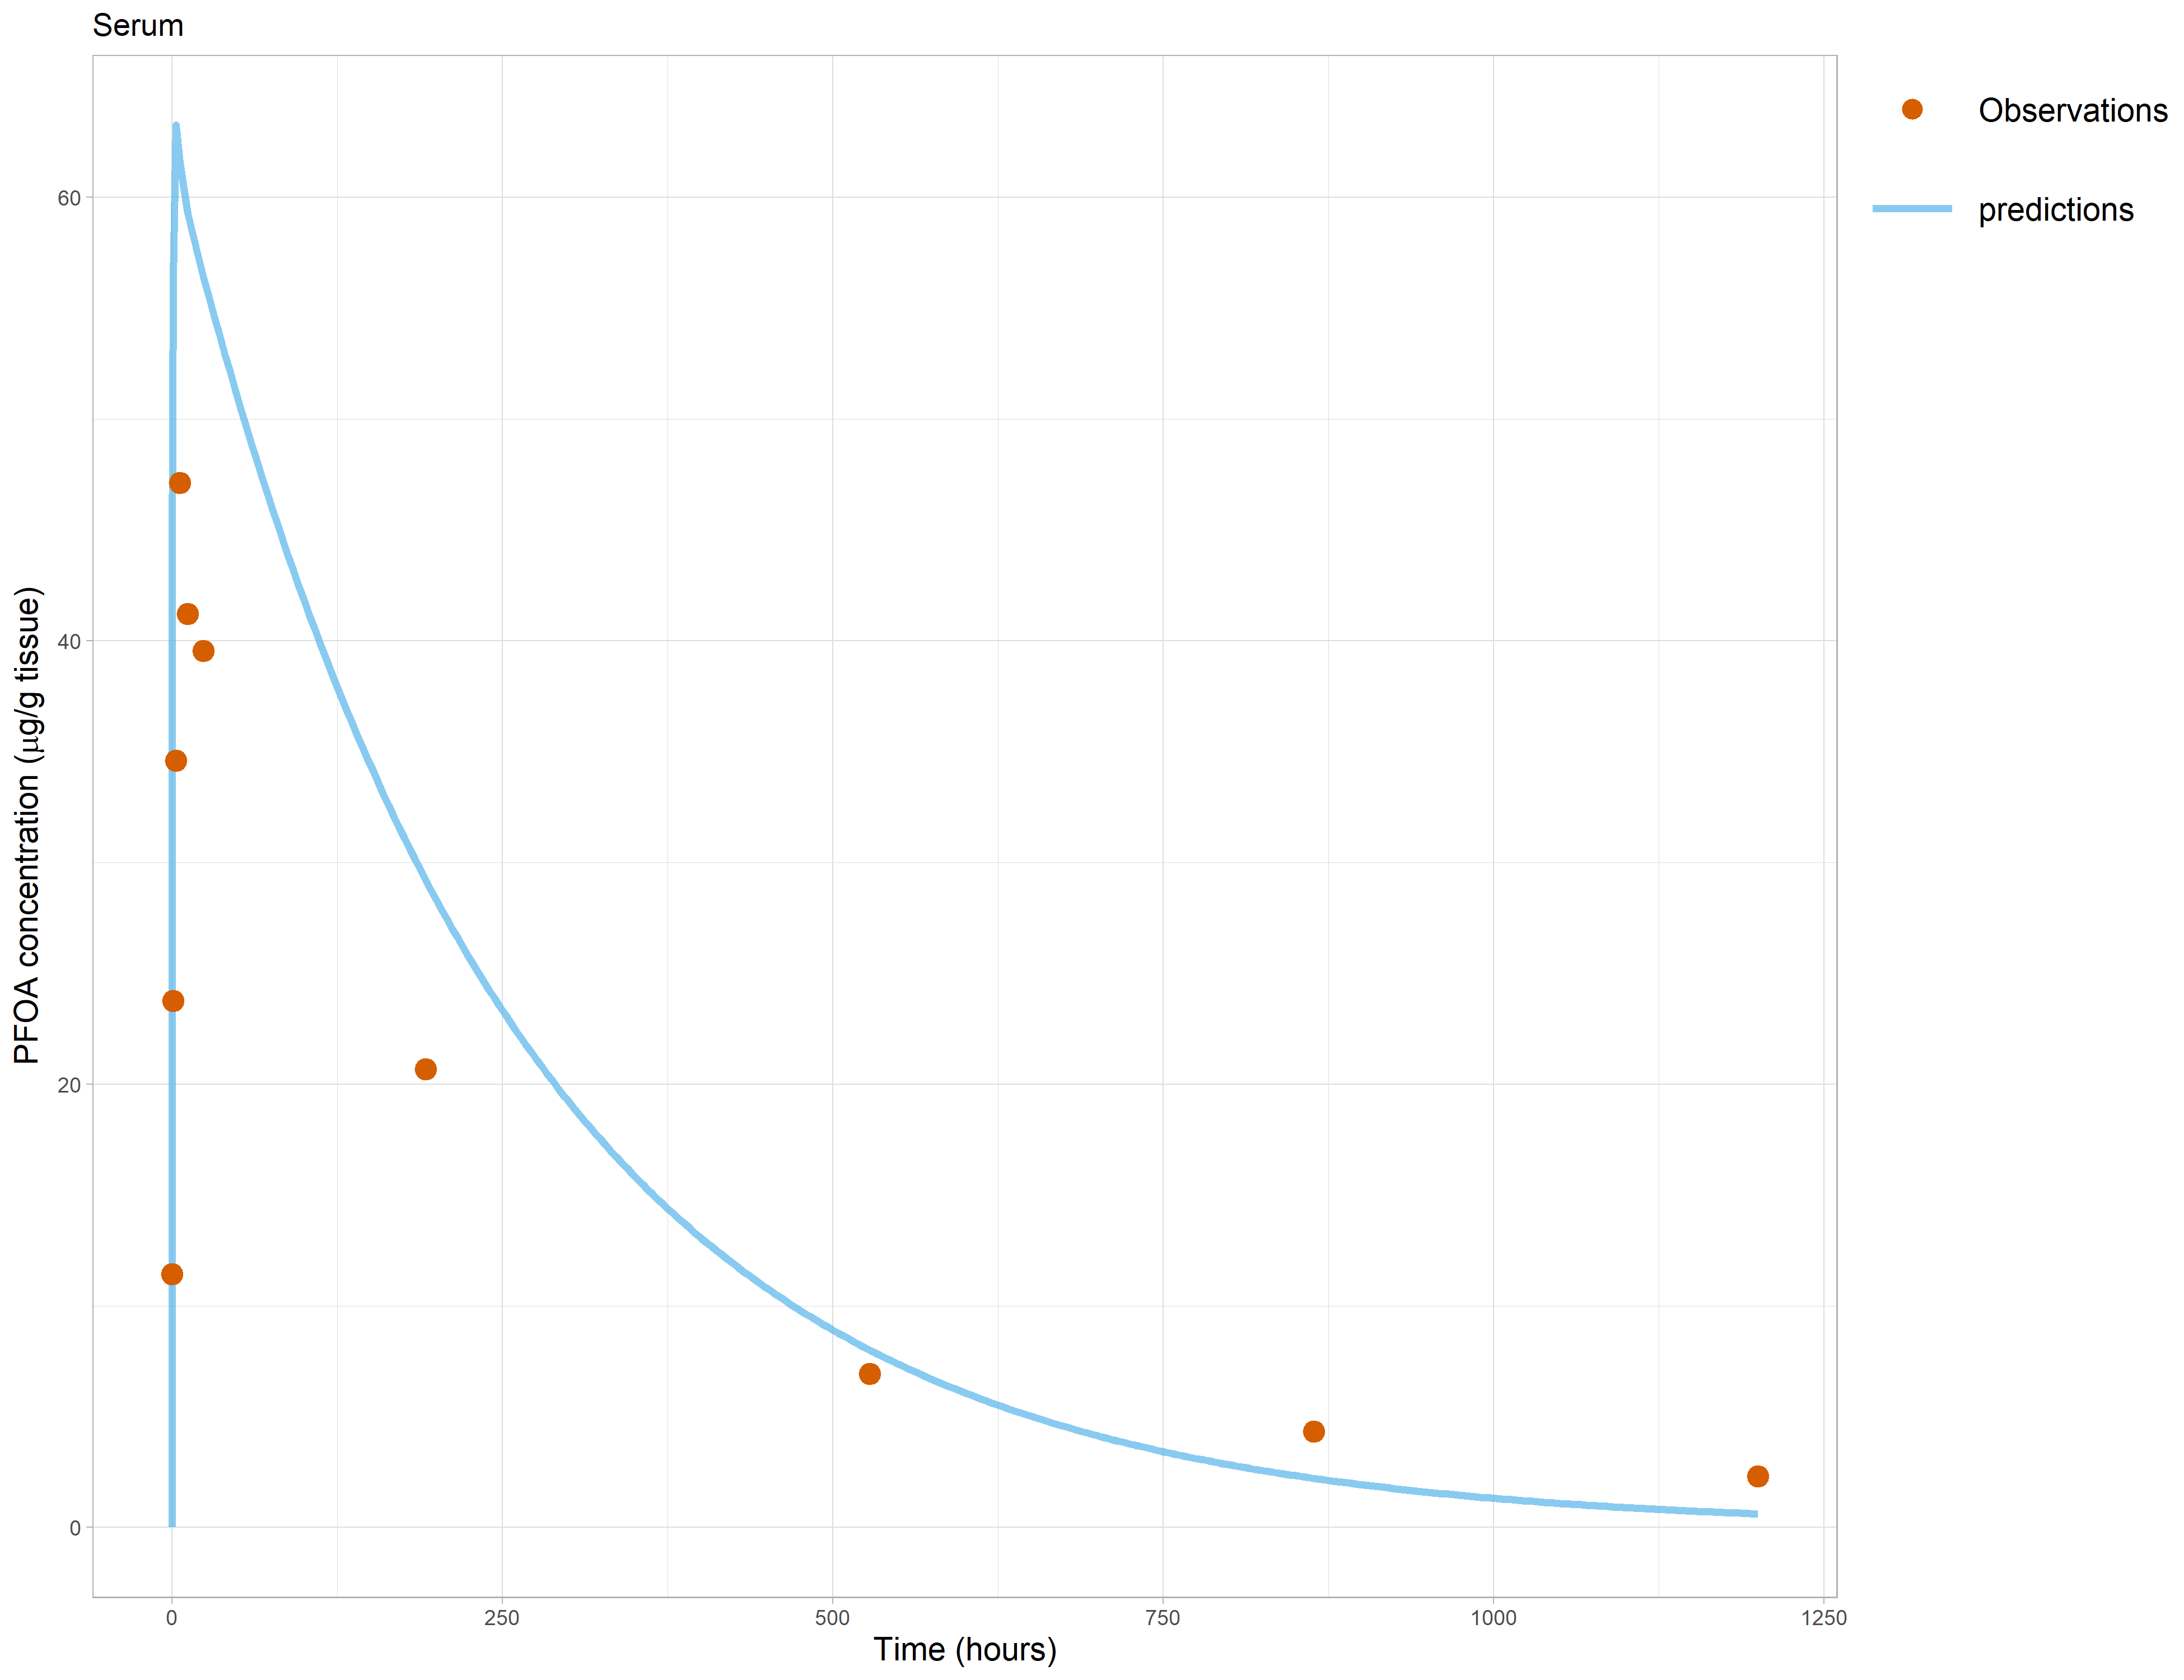 Serum
Observations
predictions
PFOA concentration (μg/g tissue)
60
40
20
0
0 250 500 750 1000 1250
Time (hours)